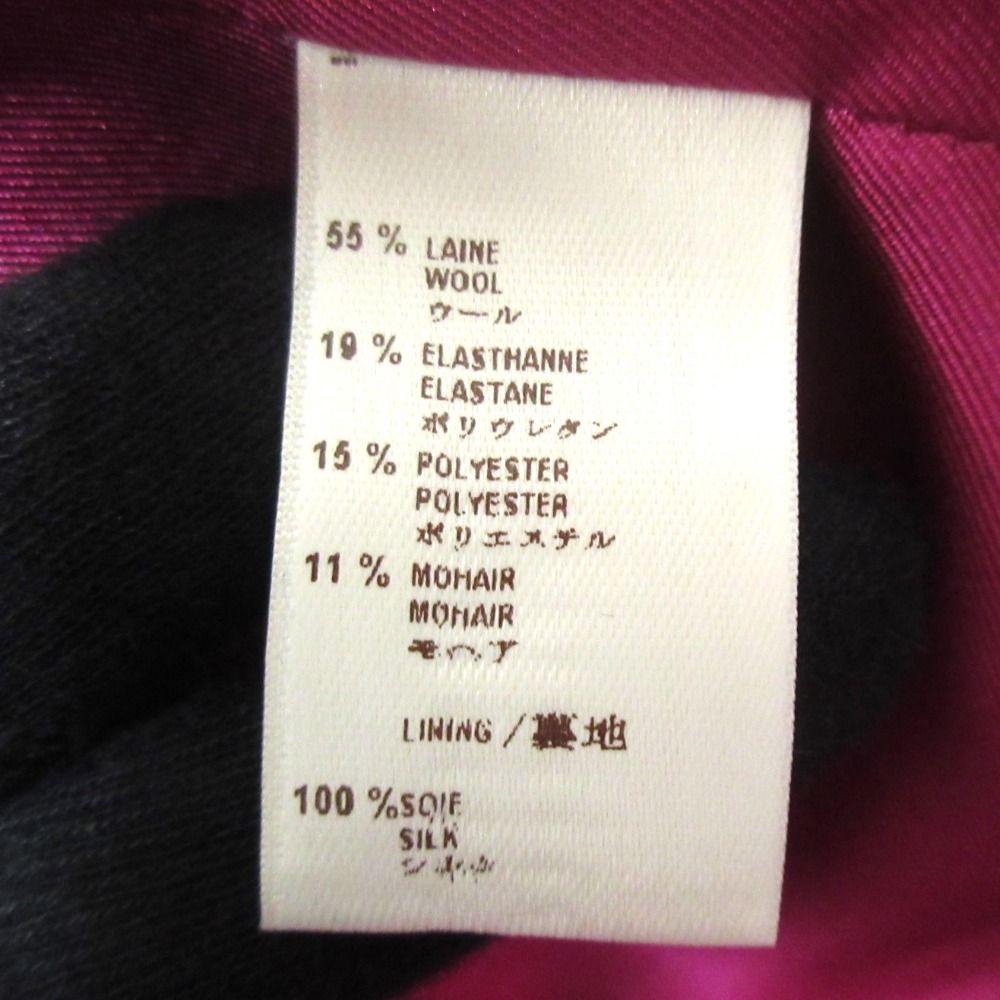 55 % LAINE
WOOL
ウール
19 % ELASTHANNE
ELASTANE
ポリウレタン
15 % POLYESTER
POLYESTER
ポリエステル
11 % MOHAIR
MOHAIR
モヘア
LINING / 裏地
100 % SOIE
SILK
シルク